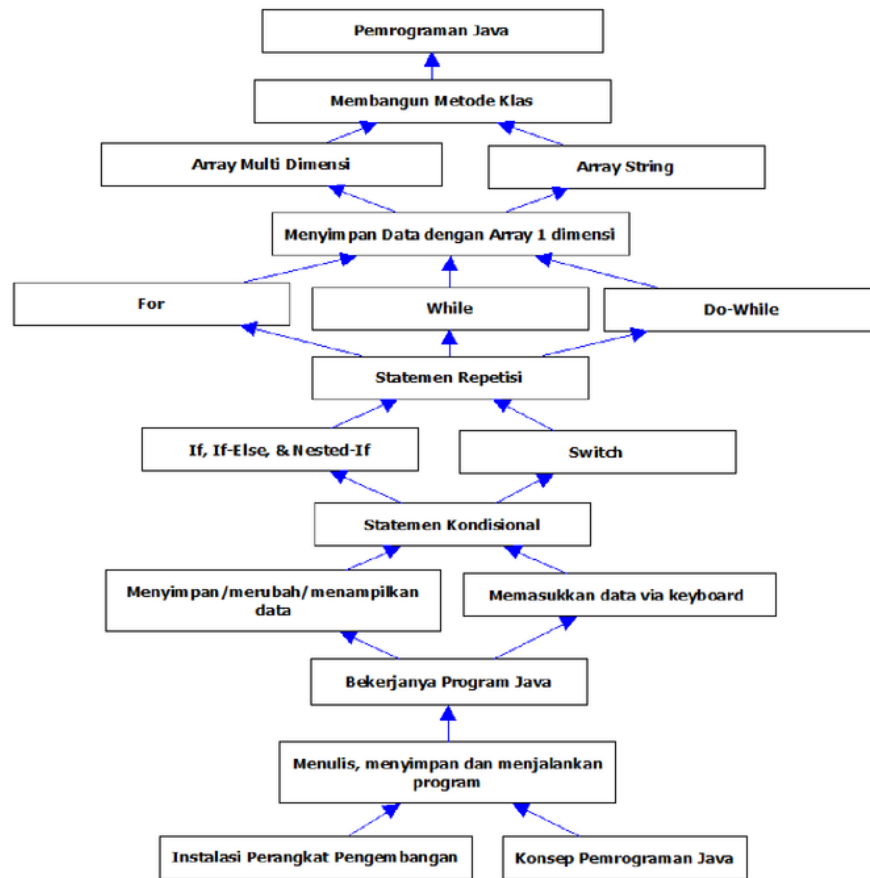 Pemrograman Java
Membangun Metode Klas
Array Multi Dimensi
Array String
Menyimpan Data dengan Array 1 dimensi
For
While
Do-While
Statemen Repetisi
If, If-Else, & Nested-If
Switch
Statemen Kondisional
Menyimpan/merubah/menampilkan
data
Memasukkan data via keyboard
Bekerjanya Program Java
Menulis, menyimpan dan menjalankan
program
Instalasi Perangkat Pengembangan
Konsep Pemrograman Java